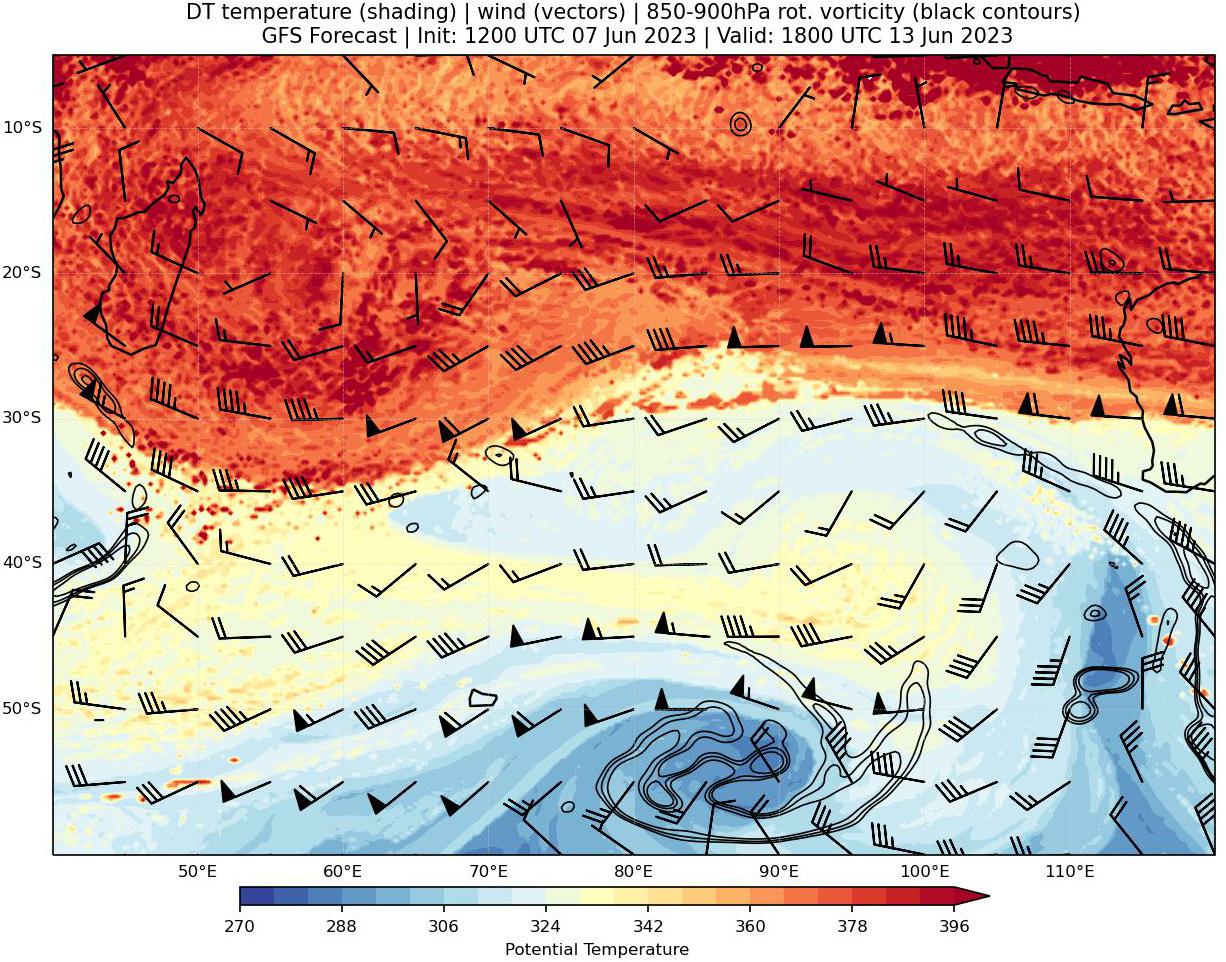 DT temperature (shading) | wind (vectors) | 850-900hPa rot. vorticity (black contours)
GFS Forecast | Init: 1200 UTC 07 Jun 2023 | Valid: 1800 UTC 13 Jun 2023
10°S
20°S
30°S
40°S
50°S
50°E 60°E 70°E 80°E 90°E 100°E 110°E
270 288 306 324 342 360 378 396
Potential Temperature